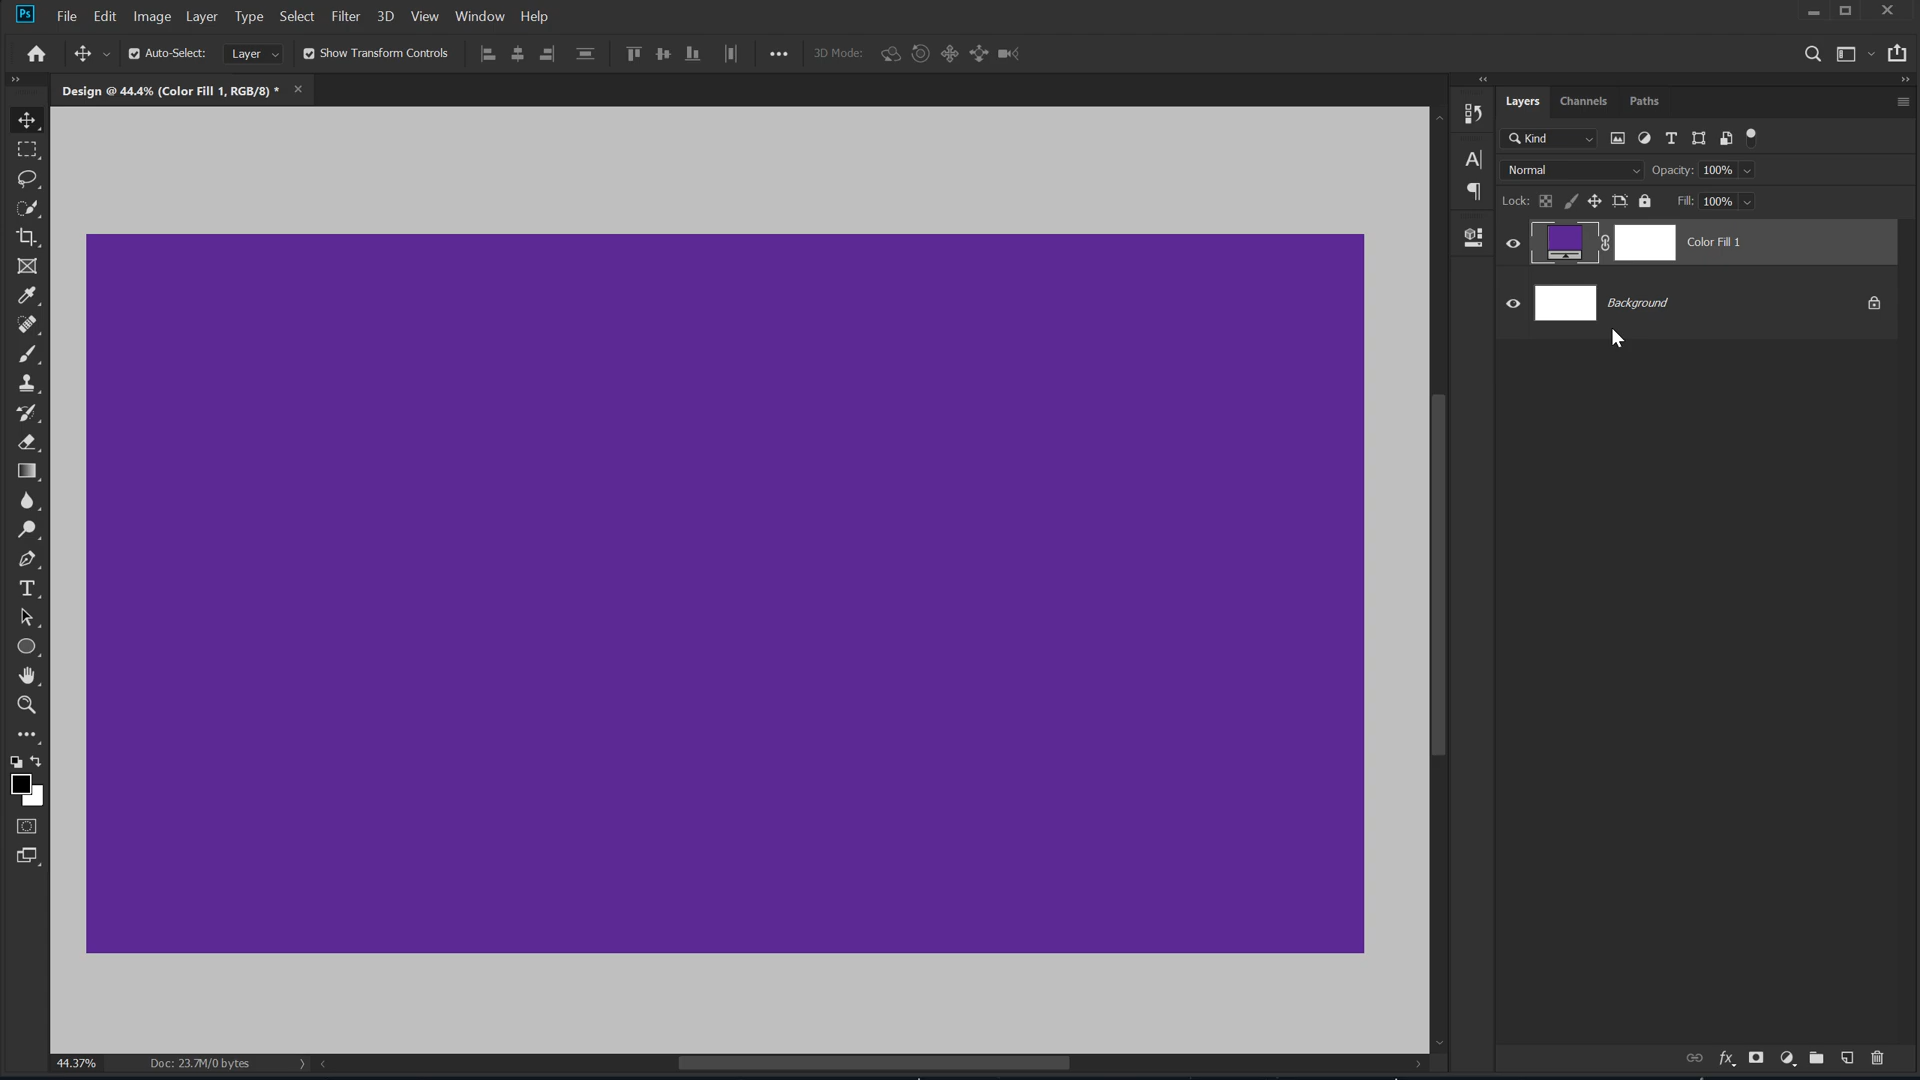 Ps File Edit Image Layer Type Select Filter 3D View Window Help
Auto-Select: Layer Show Transform Controls 3D Mode:
Design @ 44.4% (Color Fill 1, RGB/8) *
Layers Channels Paths
Kind
Normal Opacity: 100%
Lock: Fill: 100%
Color Fill 1
Background
44.37% Doc: 23.7M/0 bytes